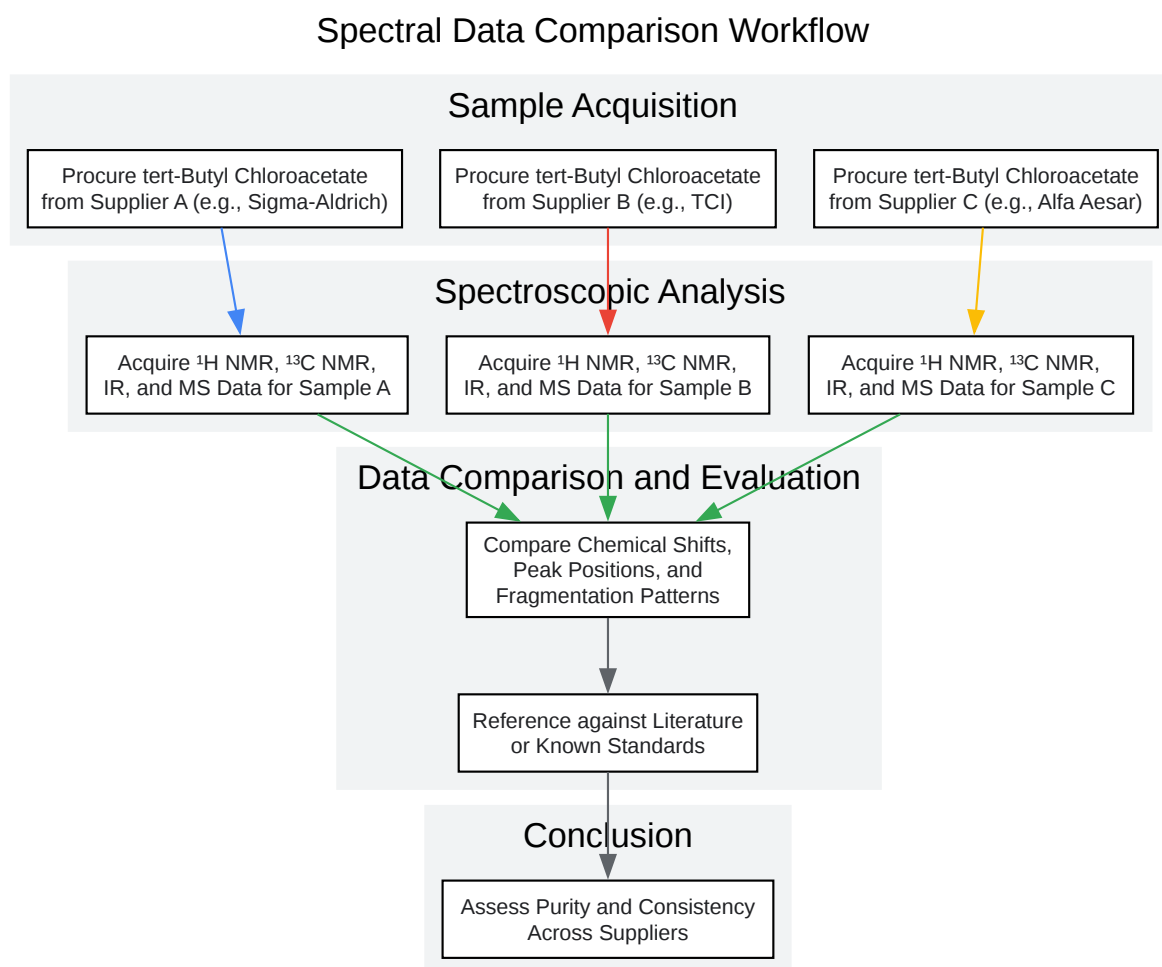 Spectral Data Comparison Workflow
Sample Acquisition
Procure tert-Butyl Chloroacetate
from Supplier A (e.g., Sigma-Aldrich)
Procure tert-Butyl Chloroacetate
from Supplier B (e.g., TCI)
Procure tert-Butyl Chloroacetate
from Supplier C (e.g., Alfa Aesar)
Spectroscopic Analysis
Acquire ¹H NMR, ¹³C NMR,
IR, and MS Data for Sample A
Acquire ¹H NMR, ¹³C NMR,
IR, and MS Data for Sample B
Acquire ¹H NMR, ¹³C NMR,
IR, and MS Data for Sample C
Data Comparison and Evaluation
Compare Chemical Shifts,
Peak Positions, and
Fragmentation Patterns
Reference against Literature
or Known Standards
Conclusion
Assess Purity and Consistency
Across Suppliers